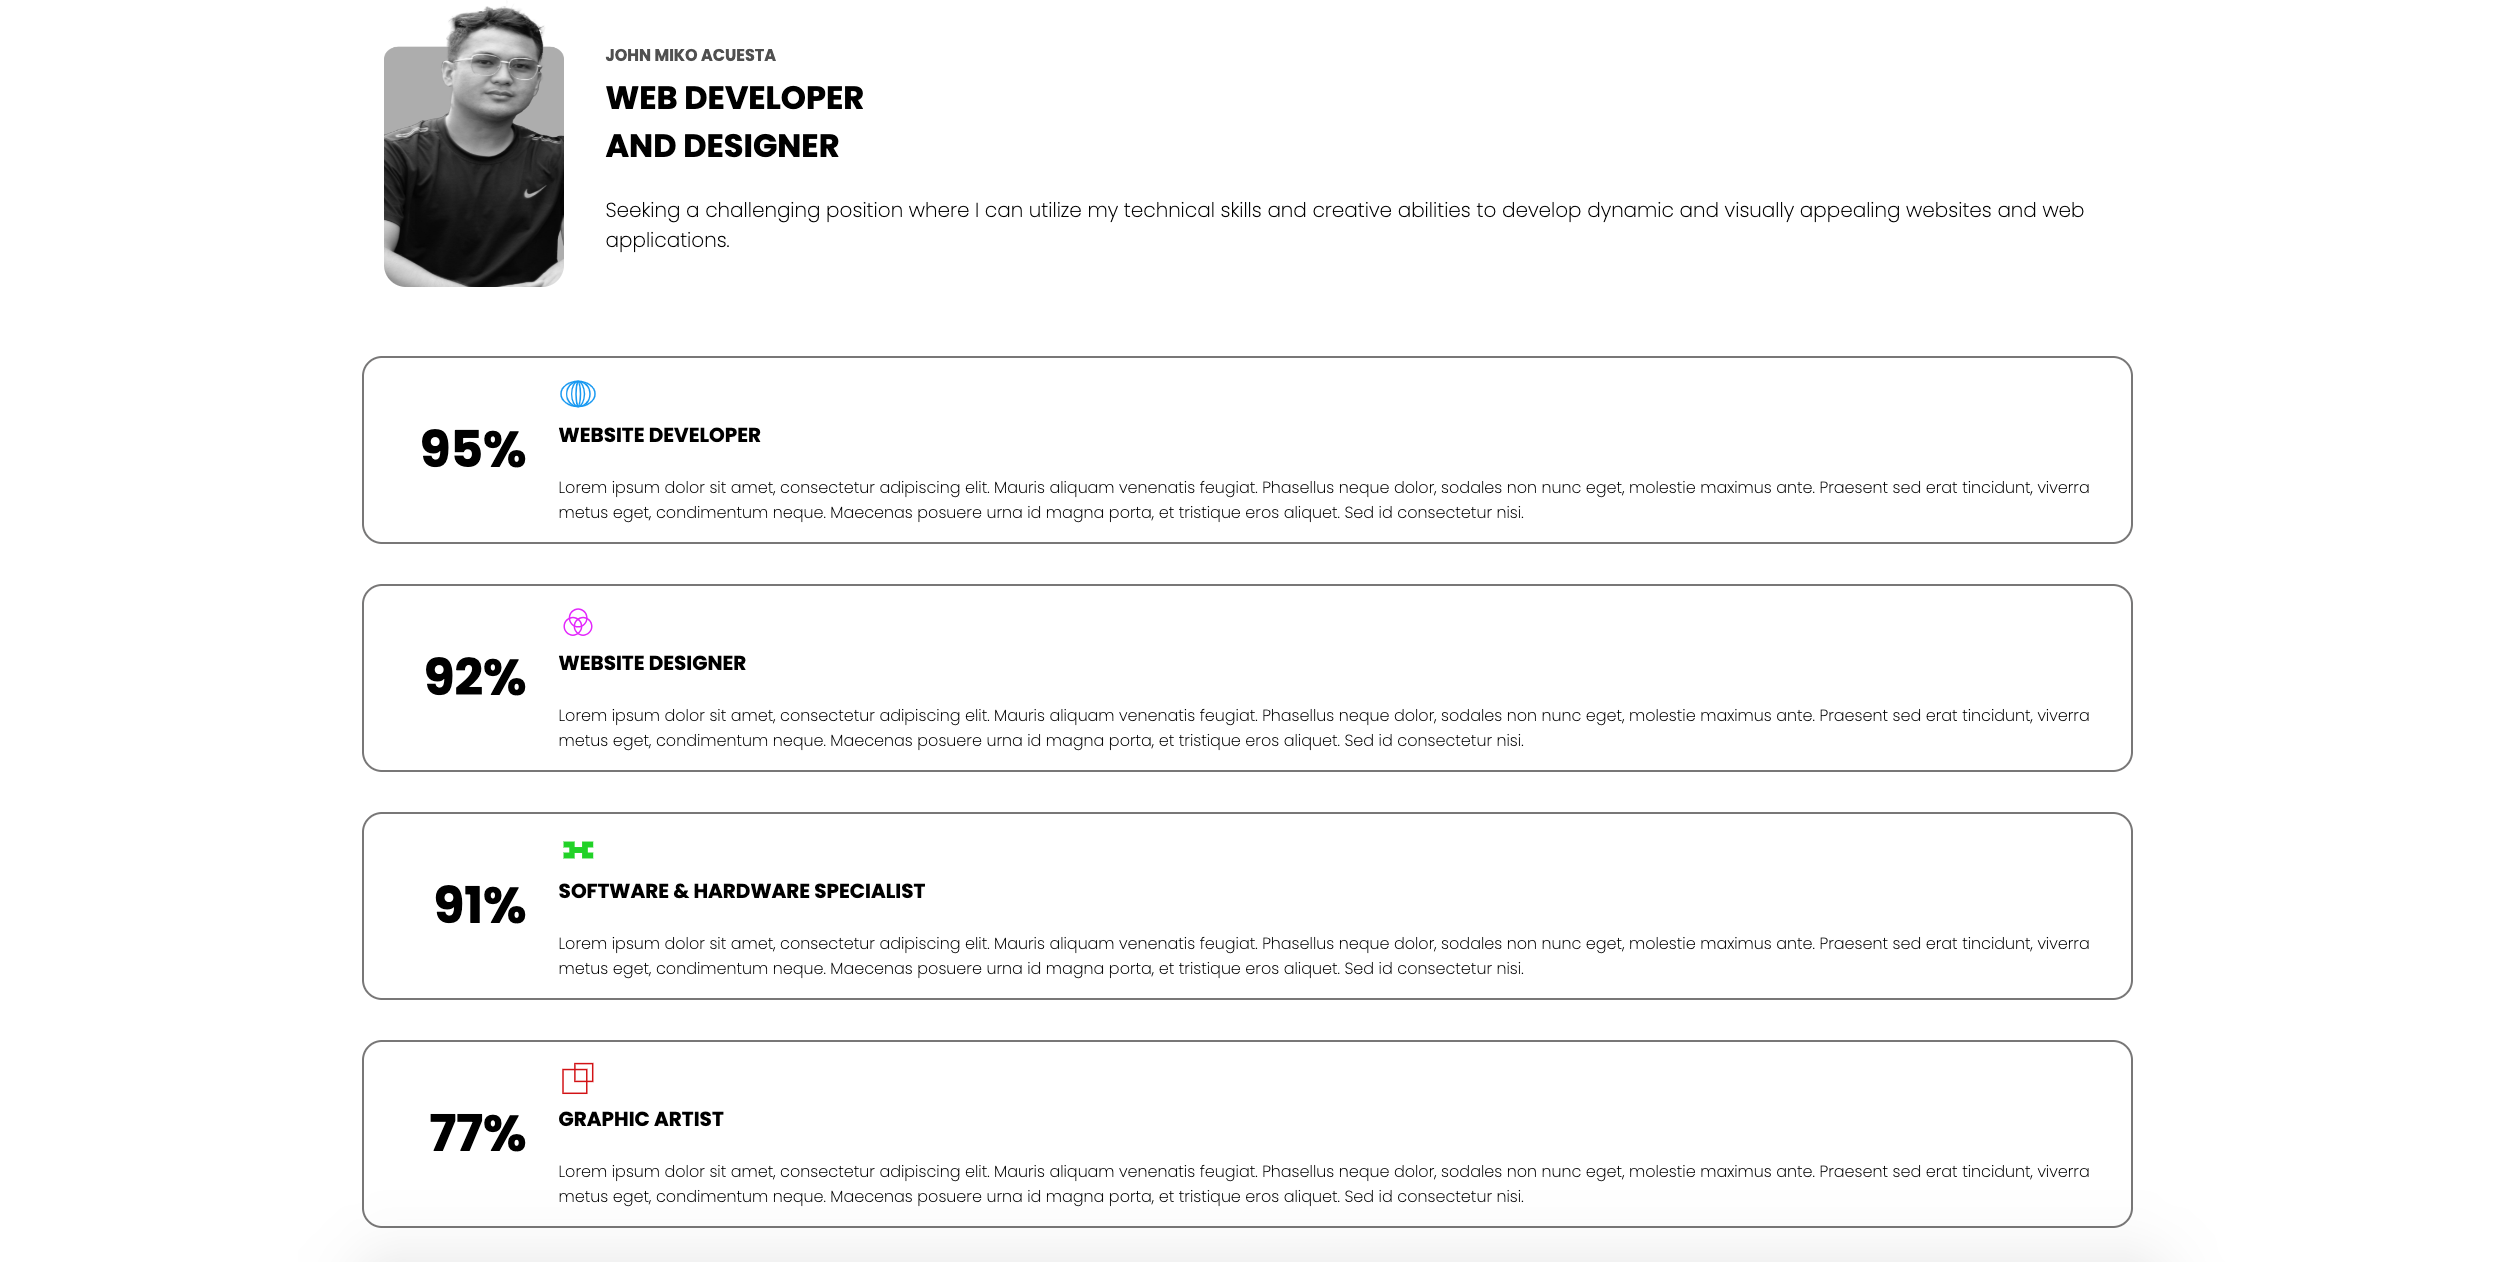 JOHN MIKO ACUESTA
WEB DEVELOPER
AND DESIGNER
Seeking a challenging position where I can utilize my technical skills and creative abilities to develop dynamic and visually appealing websites and web
applications.
95%
WEBSITE DEVELOPER
Lorem ipsum dolor sit amet, consectetur adipiscing elit. Mauris aliquam venenatis feugiat. Phasellus neque dolor, sodales non nunc eget, molestie maximus ante. Praesent sed erat tincidunt, viverra
metus eget, condimentum neque. Maecenas posuere urna id magna porta, et tristique eros aliquet. Sed id consectetur nisi.
92%
WEBSITE DESIGNER
Lorem ipsum dolor sit amet, consectetur adipiscing elit. Mauris aliquam venenatis feugiat. Phasellus neque dolor, sodales non nunc eget, molestie maximus ante. Praesent sed erat tincidunt, viverra
metus eget, condimentum neque. Maecenas posuere urna id magna porta, et tristique eros aliquet. Sed id consectetur nisi.
91%
SOFTWARE & HARDWARE SPECIALIST
Lorem ipsum dolor sit amet, consectetur adipiscing elit. Mauris aliquam venenatis feugiat. Phasellus neque dolor, sodales non nunc eget, molestie maximus ante. Praesent sed erat tincidunt, viverra
metus eget, condimentum neque. Maecenas posuere urna id magna porta, et tristique eros aliquet. Sed id consectetur nisi.
77%
GRAPHIC ARTIST
Lorem ipsum dolor sit amet, consectetur adipiscing elit. Mauris aliquam venenatis feugiat. Phasellus neque dolor, sodales non nunc eget, molestie maximus ante. Praesent sed erat tincidunt, viverra
metus eget, condimentum neque. Maecenas posuere urna id magna porta, et tristique eros aliquet. Sed id consectetur nisi.